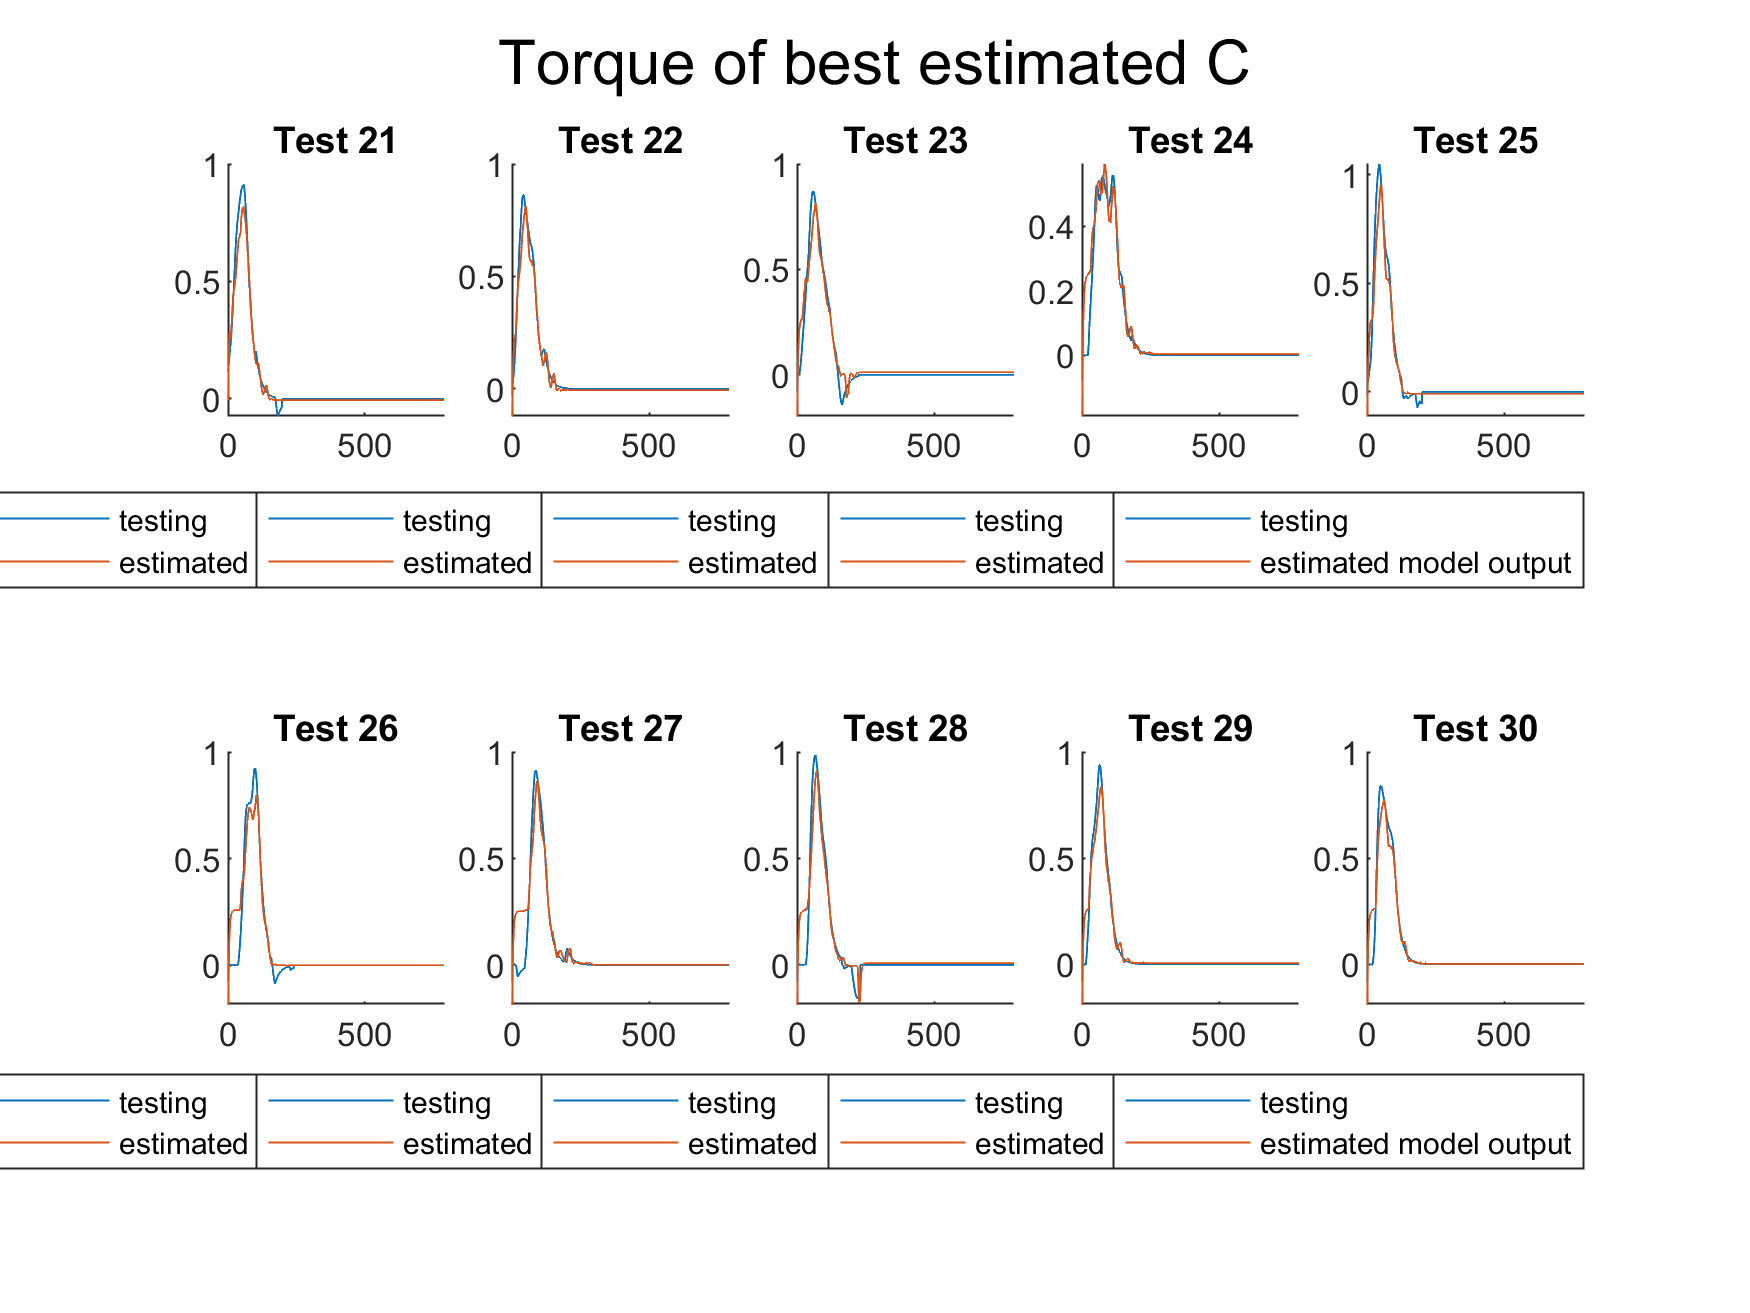 Torque of best estimated C
Test 21 Test 22 Test 23 Test 24 Test 25
1 1 1 1
0.4
0.5 0.5 0.5 0.5
0.2
0 0 0 0 0
0 500 0 500 0 500 0 500 0 500
testing testing testing testing testing
estimated estimated estimated estimated estimated model output
Test 26 Test 27 Test 28 Test 29 Test 30
1 1 1 1 1
0.5 0.5 0.5 0.5 0.5
0 0 0 0 0
0 500 0 500 0 500 0 500 0 500
testing testing testing testing testing
estimated estimated estimated estimated estimated model output